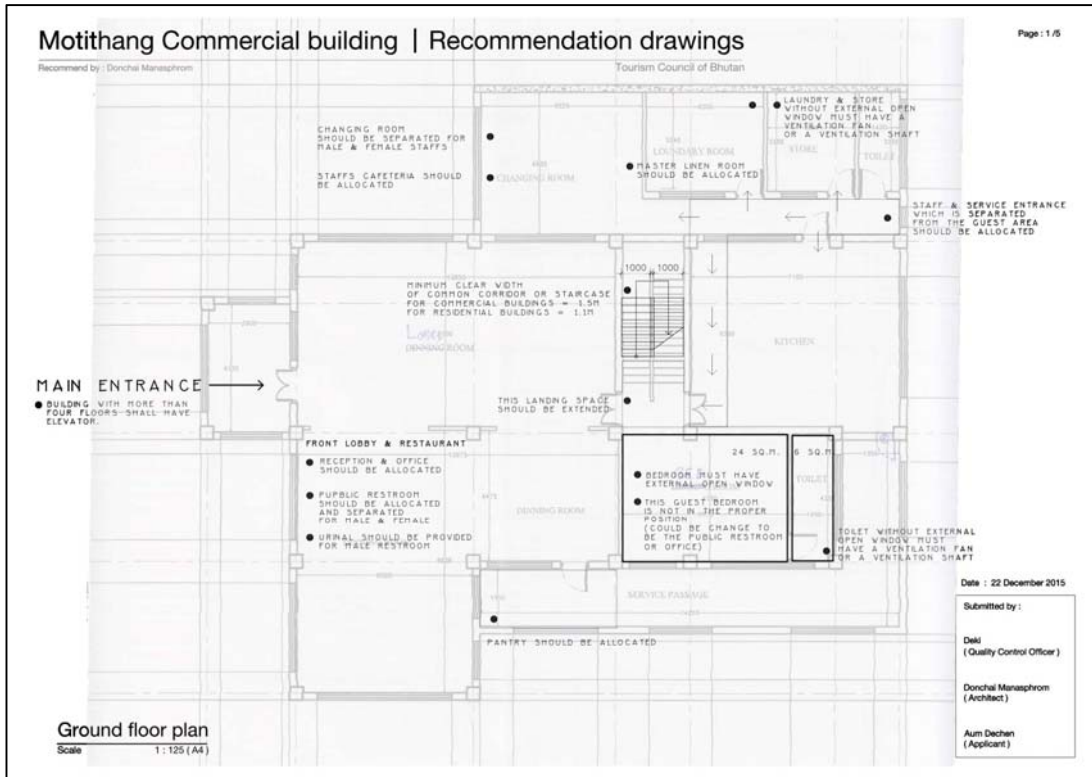 Motithang Commercial building | Recommendation drawings
Page : 1 /5
Recommend by : Donchai Manasphrom
Tourism Council of Bhutan
CHANGING ROOM
SHOULD BE SEPARATED FOR
MALE & FEMALE STAFFS
STAFFS CAFETERIA SHOULD
BE ALLOCATED
CHANGING ROOM
LOUNDARY ROOM
MASTER LINEN ROOM
SHOULD BE ALLOCATED
LAUNDRY & STORE
WITHOUT EXTERNAL OPEN
WINDOW MUST HAVE A
VENTILATION FAN
OR A VENTILATION SHAFT
STORE
TOILET
STAFF & SERVICE ENTRANCE
WHICH IS SEPARATED
FROM THE GUEST AREA
SHOULD BE ALLOCATED
1000 1000
MINIMUM CLEAR WIDTH
OF COMMON CORRIDOR OR STAIRCASE
FOR COMMERCIAL BUILDINGS = 1.5M
FOR RESIDENTIAL BUILDINGS = 1.1M
DINNING ROOM
KITCHEN
MAIN ENTRANCE
BUILDING WITH MORE THAN
FOUR FLOORS SHALL HAVE
ELEVATOR.
THIS LANDING SPACE
SHOULD BE EXTENDED
FRONT LOBBY & RESTAURANT
RECEPTION & OFFICE
SHOULD BE ALLOCATED
PUPBLIC RESTROOM
SHOULD BE ALLOCATED
AND SEPARATED
FOR MALE & FEMALE
URINAL SHOULD BE PROVIDED
FOR MALE RESTROOM
DINNING ROOM
24 SQ.M.
6 SQ.M.
BEDROOM MUST HAVE
EXTERNAL OPEN WINDOW
THIS GUEST BEDROOM
IS NOT IN THE PROPER
POSITION
(COULD BE CHANGE TO
BE THE PUBLIC RESTROOM
OR OFFICE)
TOILET
TOILET WITHOUT EXTERNAL
OPEN WINDOW MUST
HAVE A VENTILATION FAN
OR A VENTILATION SHAFT
SERVICE PASSAGE
PANTRY SHOULD BE ALLOCATED
Date : 22 December 2015
Submitted by :
Deki
( Quality Control Officer )
Donchai Manasphrom
( Architect )
Aum Dechen
( Applicant )
Ground floor plan
Scale 1 : 125 ( A4 )